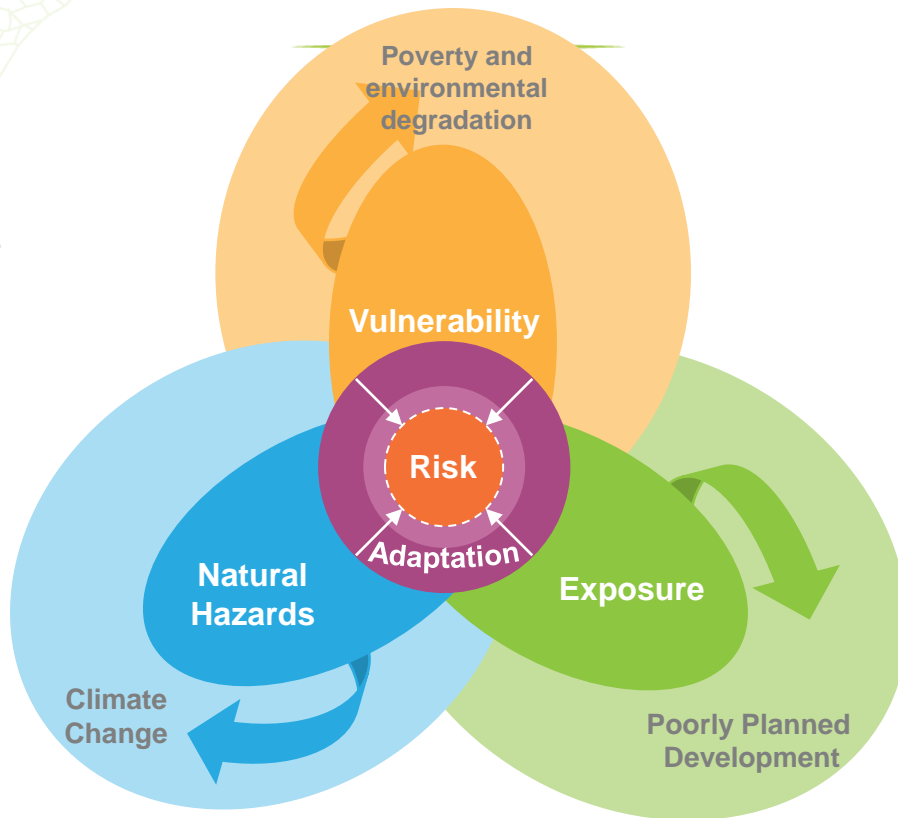 Poverty and
environmental
degradation
Vulnerability
Risk
Adaptation
Natural
Hazards
Exposure
Climate
Change
Poorly Planned
Development